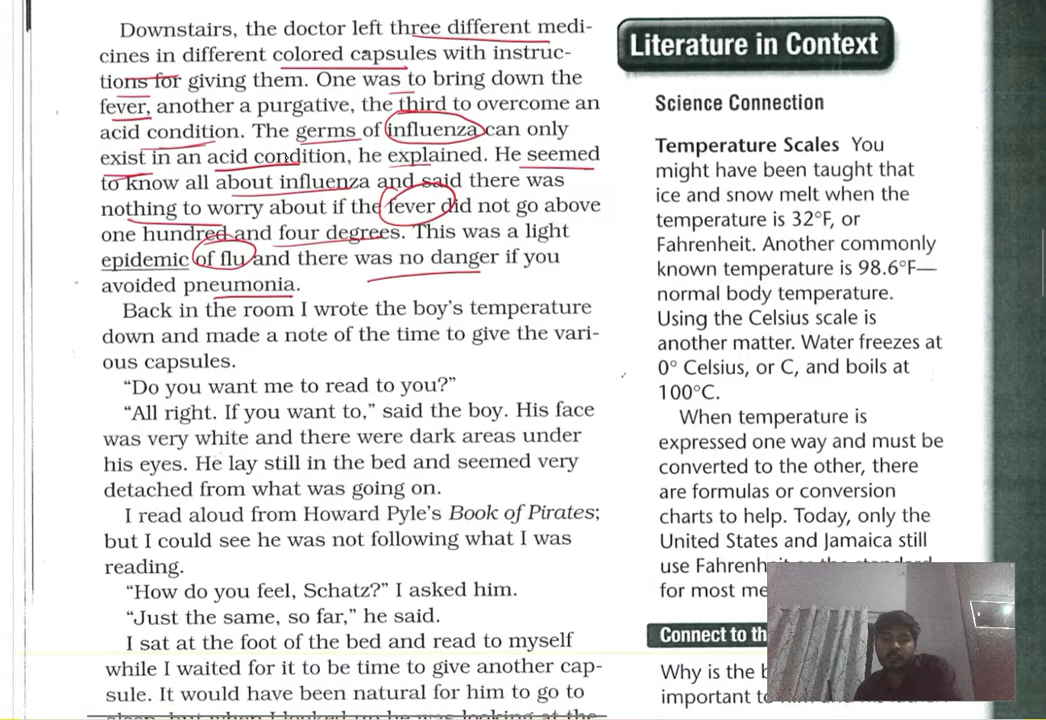 Downstairs, the doctor left three different medi-
cines in different colored capsules with instruc-
tions for giving them. One was to bring down the
fever, another a purgative, the third to overcome an
acid condition. The germs of influenza can only
exist in an acid condition, he explained. He seemed
to know all about influenza and said there was
nothing to worry about if the fever did not go above
one hundred and four degrees. This was a light
epidemic of flu and there was no danger if you
avoided pneumonia.
Back in the room I wrote the boy's temperature
down and made a note of the time to give the vari-
ous capsules.
“Do you want me to read to you?”
“All right. If you want to,” said the boy. His face
was very white and there were dark areas under
his eyes. He lay still in the bed and seemed very
detached from what was going on.
I read aloud from Howard Pyle's Book of Pirates;
but I could see he was not following what I was
reading.
“How do you feel, Schatz?” I asked him.
“Just the same, so far,” he said.
I sat at the foot of the bed and read to myself
while I waited for it to be time to give another cap-
sule. It would have been natural for him to go to
Literature in Context
Science Connection
Temperature Scales You
might have been taught that
ice and snow melt when the
temperature is 32°F, or
Fahrenheit. Another commonly
known temperature is 98.6°F—
normal body temperature.
Using the Celsius scale is
another matter. Water freezes at
0° Celsius, or C, and boils at
100°C.
When temperature is
expressed one way and must be
converted to the other, there
are formulas or conversion
charts to help. Today, only the
United States and Jamaica still
use Fahrenh
for most me
Connect to th
Why is the b
important to